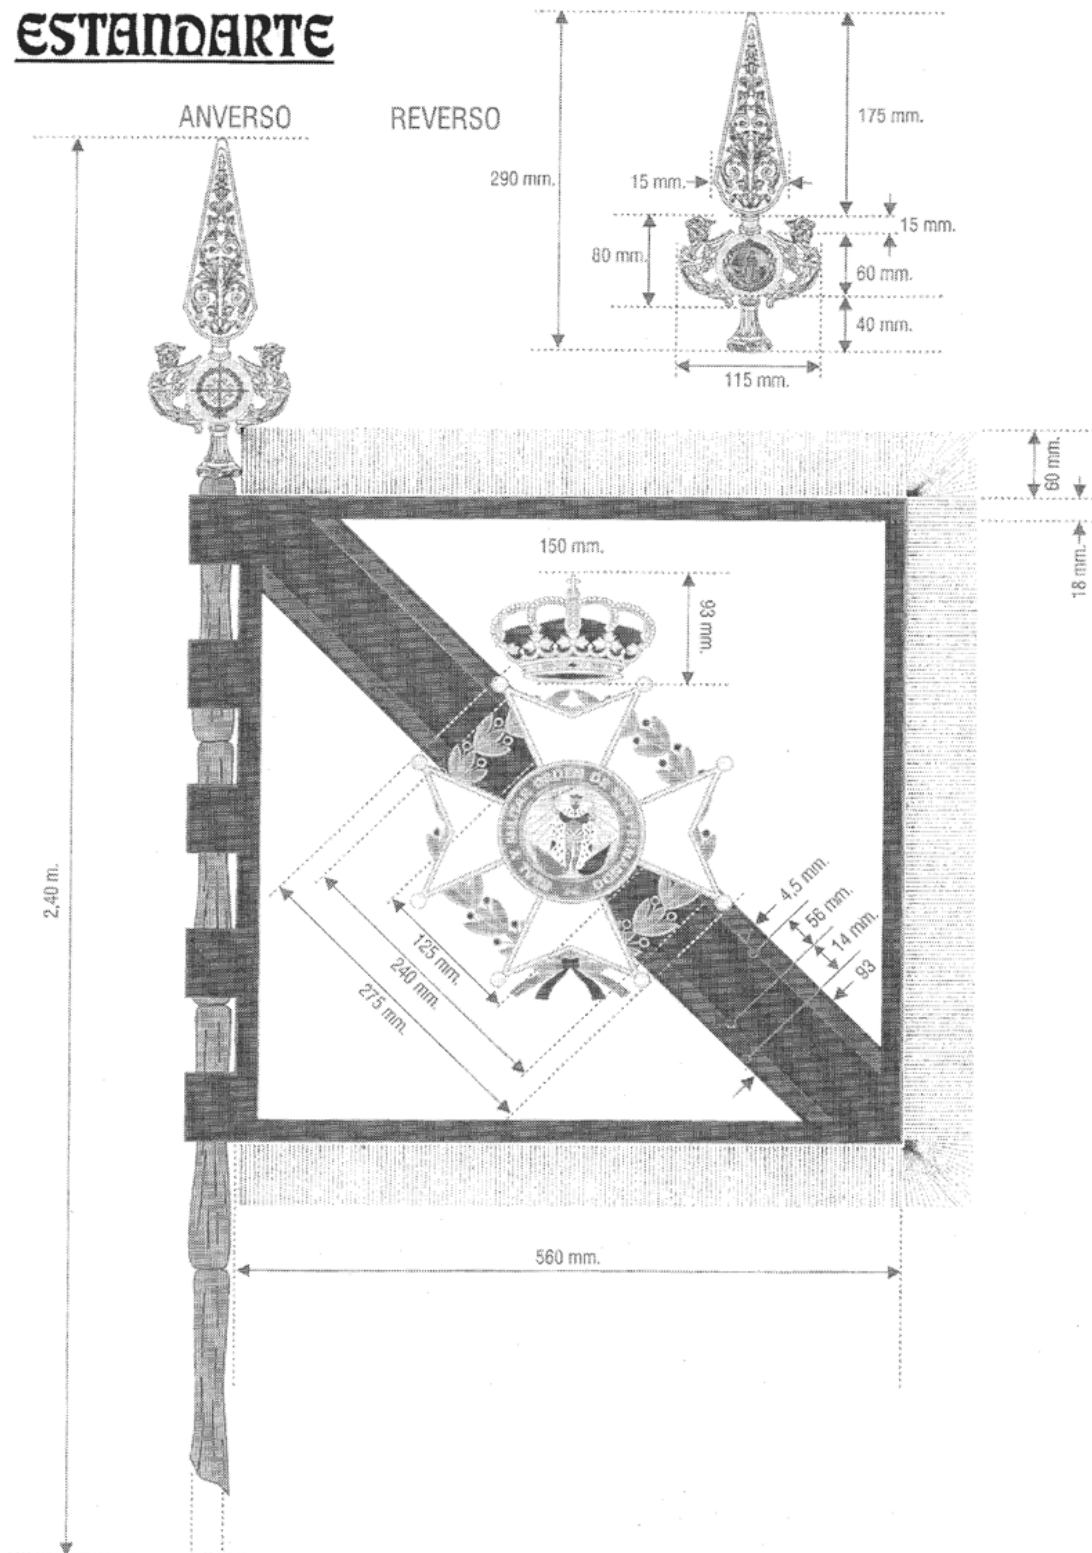 ESTANDARTE
ANVERSO REVERSO
175 mm.
290 mm.
15 mm.
15 mm.
80 mm.
60 mm.
40 mm.
115 mm.
60 mm.
18 mm.
150 mm.
93 mm.
2,40 m.
4,5 mm.
56 mm.
14 mm.
93
125 mm.
240 mm.
275 mm.
560 mm.